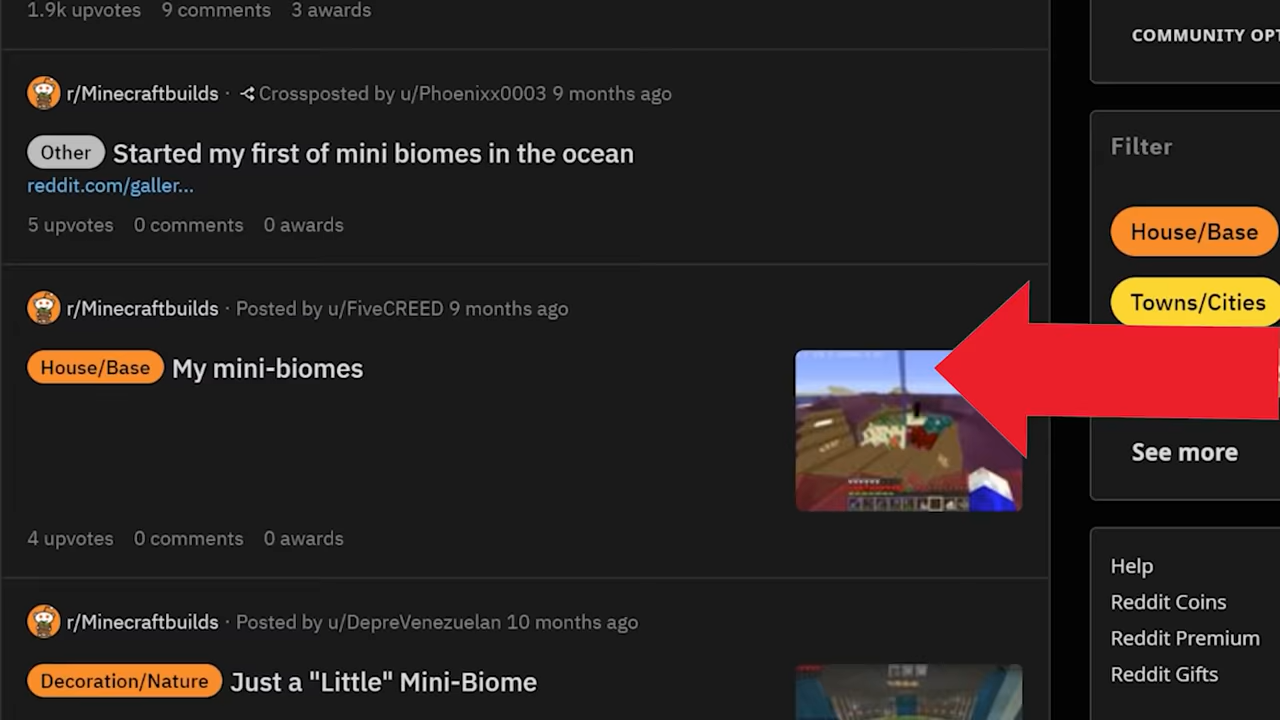 1.9k upvotes 9 comments 3 awards
COMMUNITY OPT
r/Minecraftbuilds · Crossposted by u/Phoenixx0003 9 months ago
Other Started my first of mini biomes in the ocean
reddit.com/galler...
5 upvotes 0 comments 0 awards
r/Minecraftbuilds · Posted by u/FiveCREED 9 months ago
House/Base My mini-biomes
4 upvotes 0 comments 0 awards
r/Minecraftbuilds · Posted by u/DepreVenezuelan 10 months ago
Decoration/Nature Just a "Little" Mini-Biome
Filter
House/Base
Towns/Cities
See more
Help
Reddit Coins
Reddit Premium
Reddit Gifts